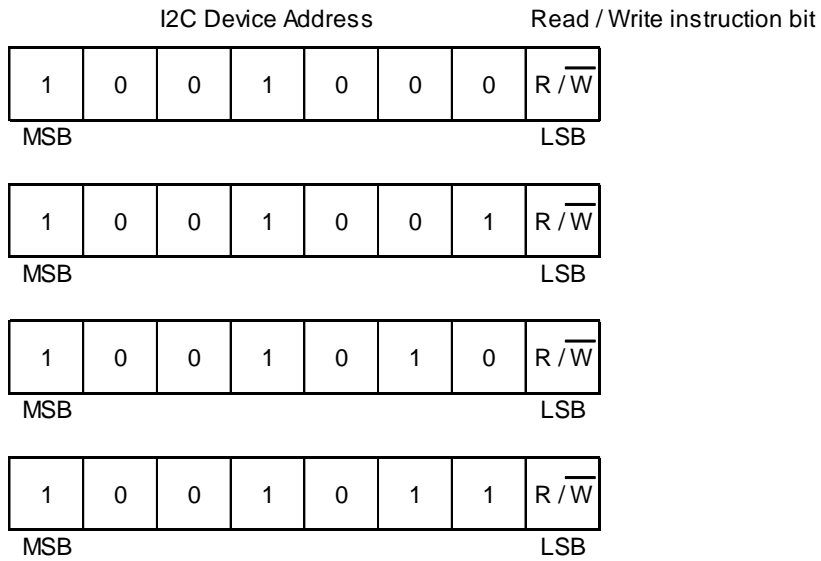 I2C Device Address Read / Write instruction bit
1 0 0 1 0 0 0 R / W̅
MSB LSB
1 0 0 1 0 0 1 R / W̅
MSB LSB
1 0 0 1 0 1 0 R / W̅
MSB LSB
1 0 0 1 0 1 1 R / W̅
MSB LSB